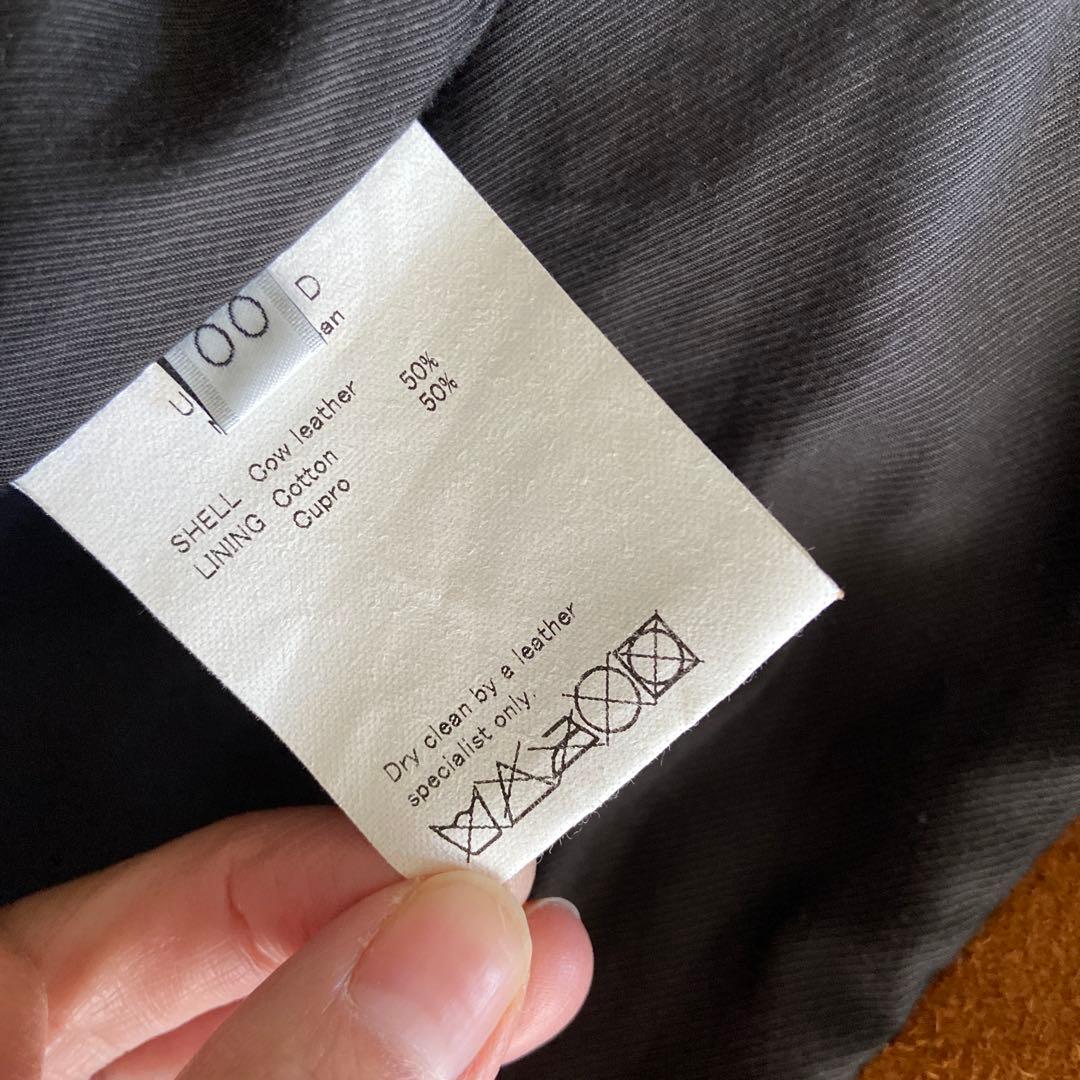 00
D
U
an
SHELL Cow leather
LINING Cotton 50%
Cupro 50%
Dry clean by a leather
specialist only.